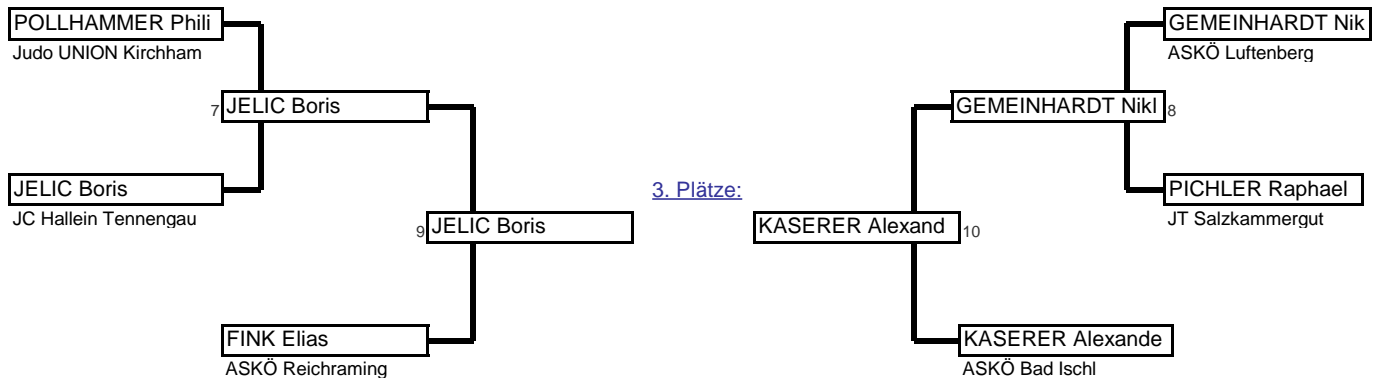 POLLHAMMER Phili
Judo UNION Kirchham
GEMEINHARDT Nik
ASKÖ Luftenberg
7 JELIC Boris
GEMEINHARDT Nikl 8
JELIC Boris
JC Hallein Tennengau
3. Plätze:
PICHLER Raphael
JT Salzkammergut
9 JELIC Boris
KASERER Alexand 10
FINK Elias
ASKÖ Reichraming
KASERER Alexande
ASKÖ Bad Ischl